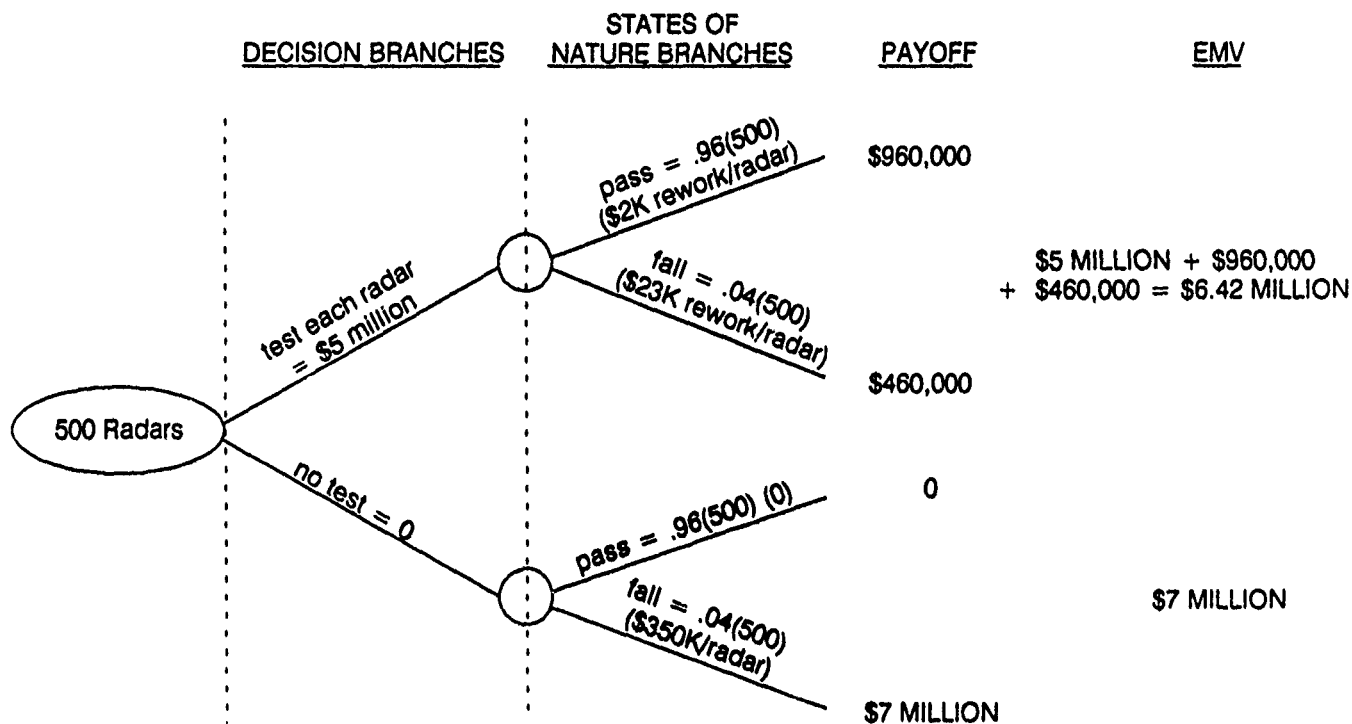 STATES OF
DECISION BRANCHES NATURE BRANCHES PAYOFF EMV
pass = .96(500)
($2K rework/radar)
$960,000
fail = .04(500)
($23K rework/radar)
$5 MILLION + $960,000
+ $460,000 = $6.42 MILLION
test each radar
= $5 million
$460,000
500 Radars
no test = 0
0
pass = .96(500) (0)
fail = .04(500)
($350K/radar)
$7 MILLION
$7 MILLION